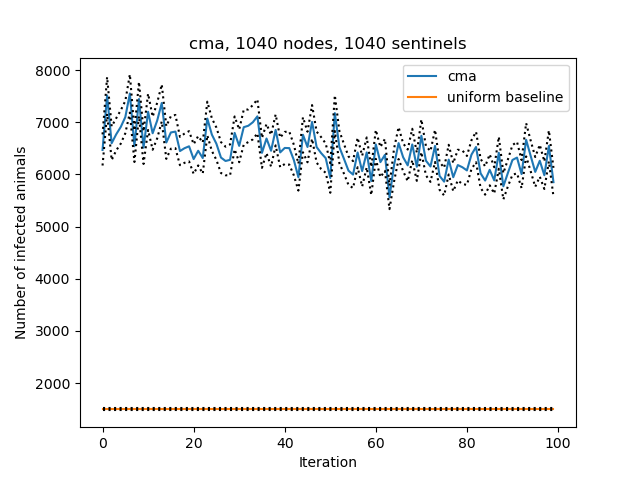 cma, 1040 nodes, 1040 sentinels
8000
7000
6000
5000
4000
3000
2000
Number of infected animals
cma
uniform baseline
0 20 40 60 80 100
Iteration